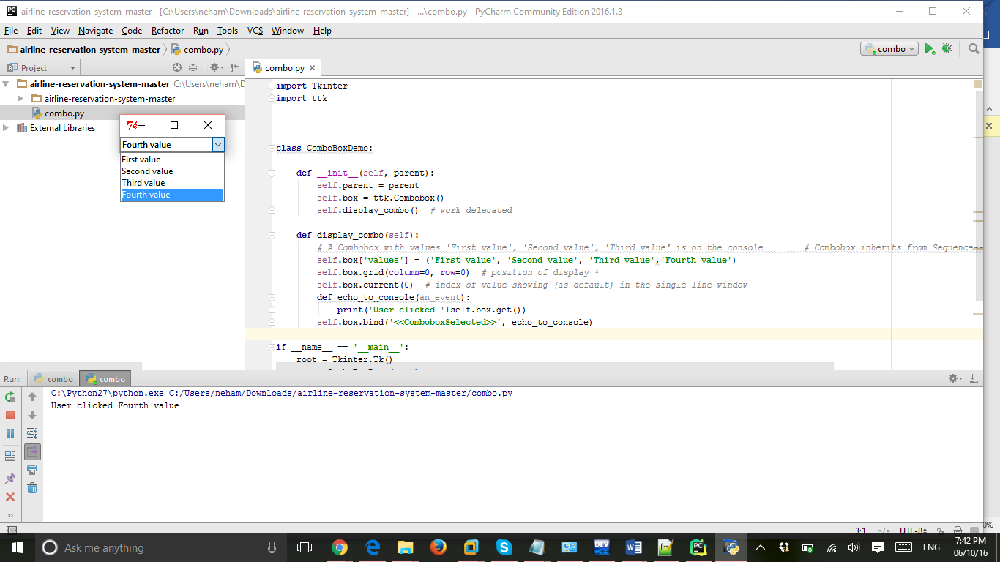 airline-reservation-system-master - [C:\Users\neham\Downloads\airline-reservation-system-master] - ...\combo.py - PyCharm Community Edition 2016.1.3
File Edit View Navigate Code Refactor Run Tools VCS Window Help
airline-reservation-system-master combo.py combo
Project
combo.py
airline-reservation-system-master C:\Users\neham\D
airline-reservation-system-master
combo.py
External Libraries
Fourth value
First value
Second value
Third value
Fourth value
import Tkinter
import ttk
class ComboBoxDemo:
def __init__(self, parent):
self.parent = parent
self.box = ttk.Combobox()
self.display_combo() # work delegated
def display_combo(self):
# A Combobox with values 'First value', 'Second value', 'Third value' is on the console # Combobox inherits from Sequence==
self.box['values'] = ('First value', 'Second value', 'Third value','Fourth value')
self.box.grid(column=0, row=0) # position of display *
self.box.current(0) # index of value showing (as default) in the single line window
def echo_to_console(an_event):
print('User clicked '+self.box.get())
self.box.bind('<<ComboboxSelected>>', echo_to_console)
if __name__ == '__main__':
root = Tkinter.Tk()
Run: combo combo
C:\Python27\python.exe C:/Users/neham/Downloads/airline-reservation-system-master/combo.py
User clicked Fourth value
3:1 n/a UTF-8
0%
Ask me anything
ENG
7:42 PM
06/10/16